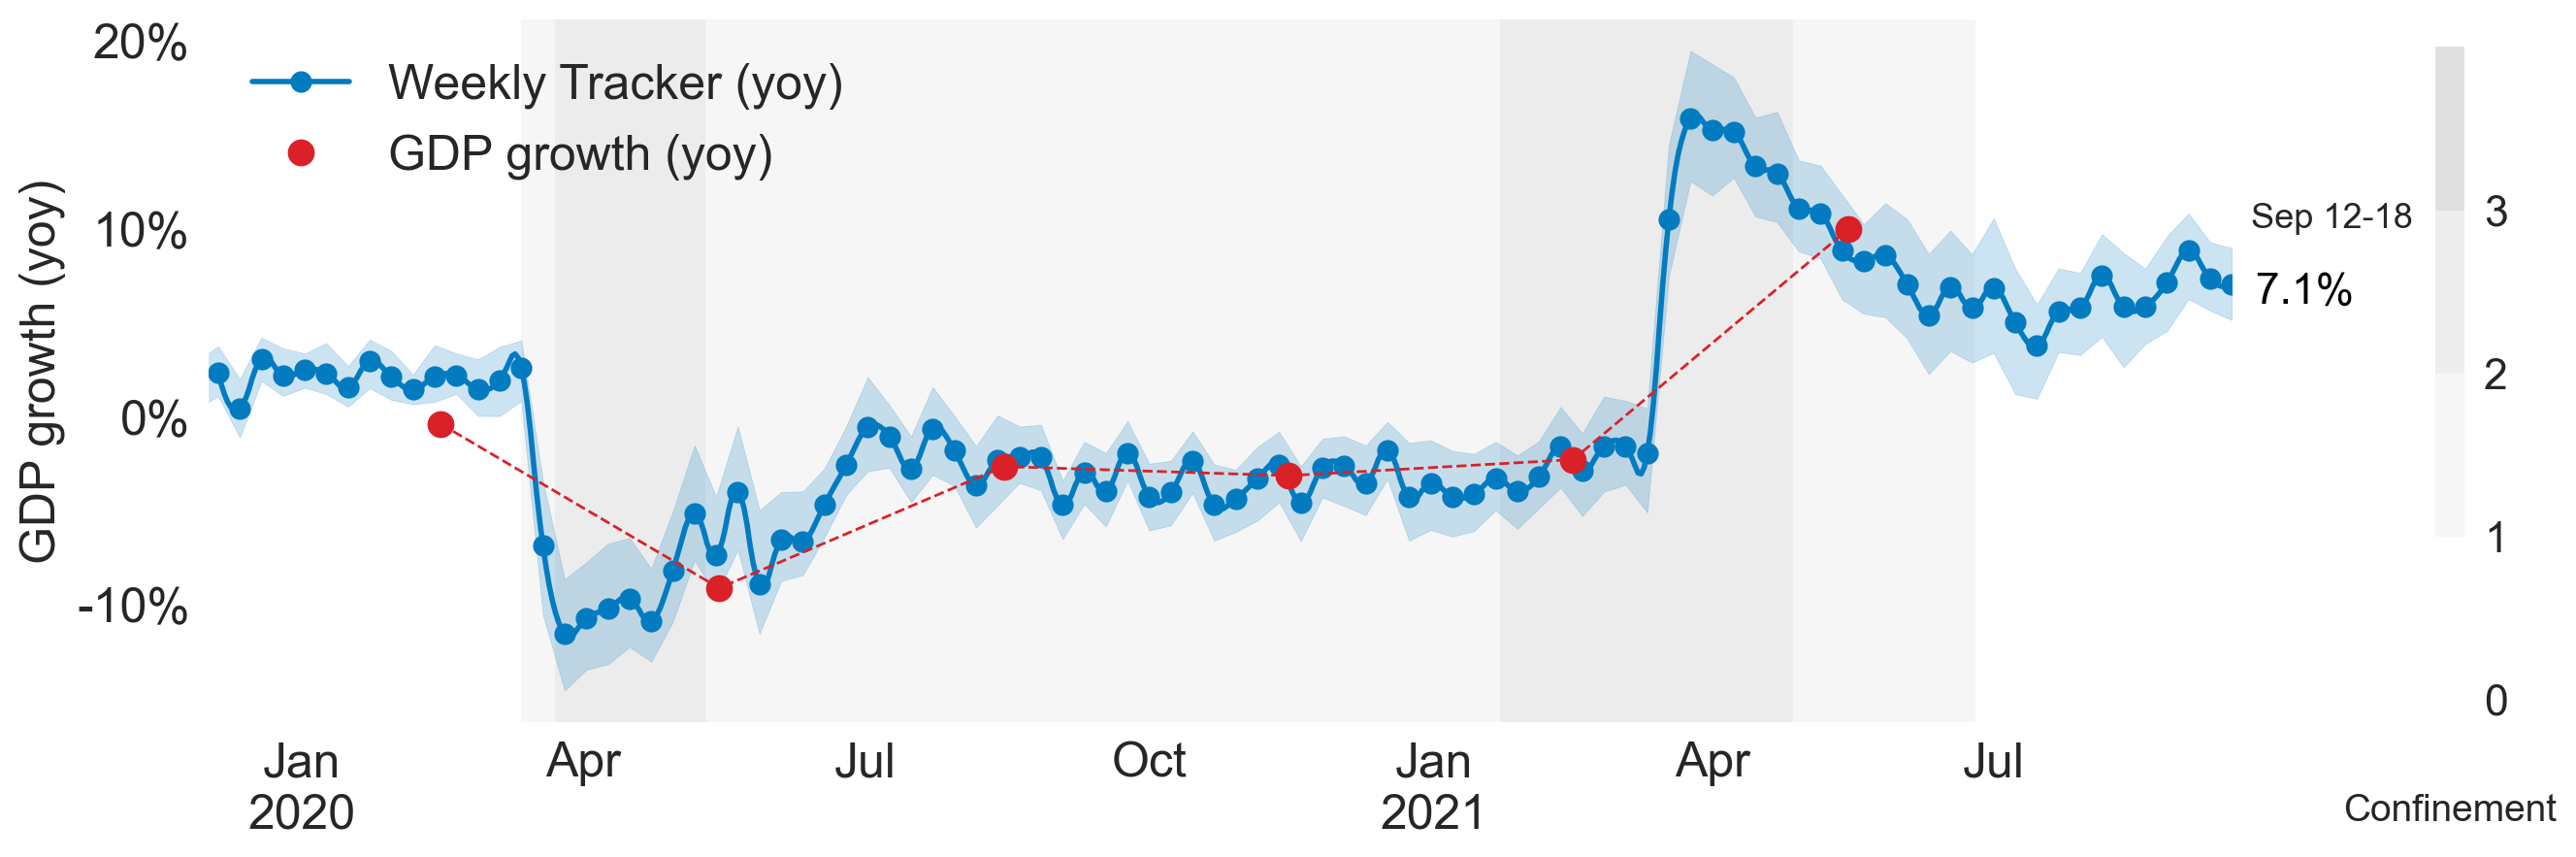 20%
10%
0%
-10%
GDP growth (yoy)
Weekly Tracker (yoy)
GDP growth (yoy)
Sep 12-18
7.1%
3
2
1
0
Jan
2020
Apr
Jul
Oct
Jan
2021
Apr
Jul
Confinement